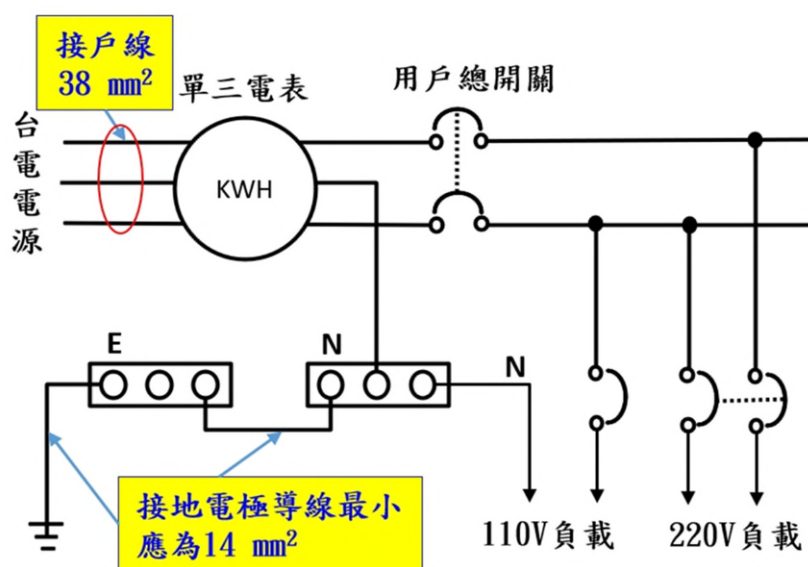 接戶線
38 mm²
單三電表
用戶總開關
台電電源
KWH
E
N
N
接地電極導線最小
應為14 mm²
110V負載
220V負載